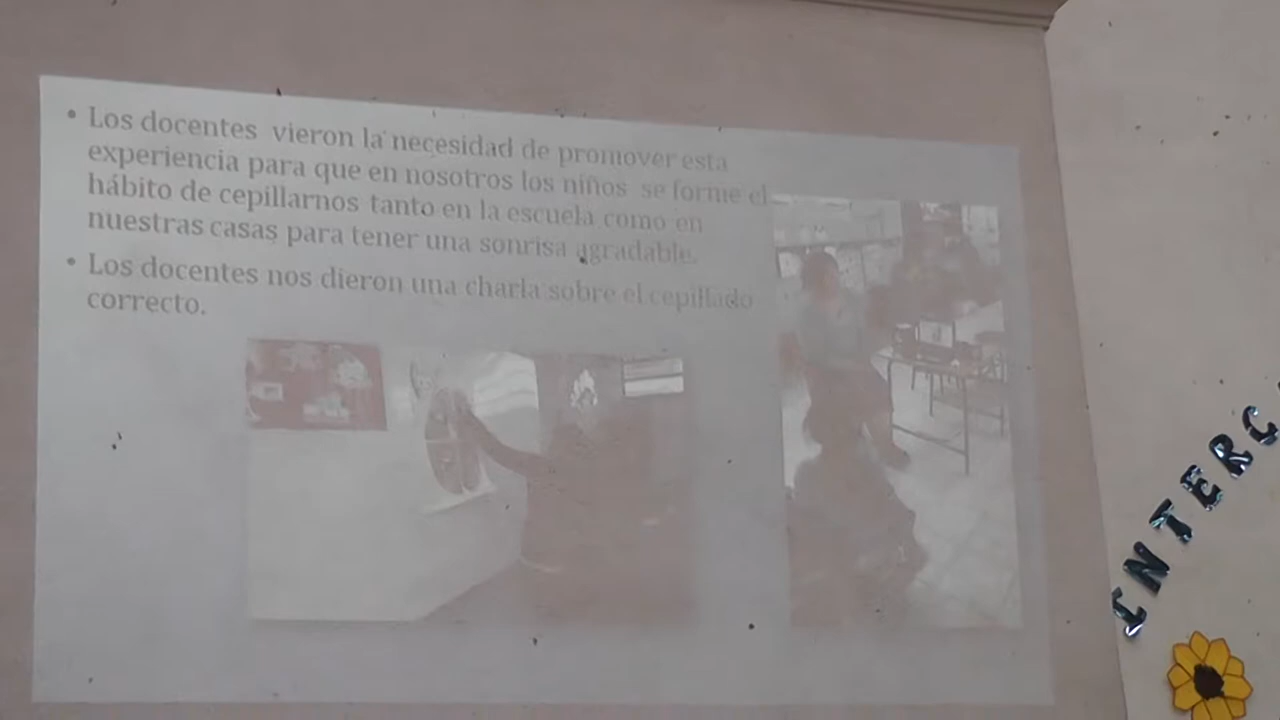 • Los docentes vieron la necesidad de promover esta
experiencia para que en nosotros los niños se forme el
hábito de cepillarnos tanto en la escuela como en
nuestras casas para tener una sonrisa agradable.
• Los docentes nos dieron una charla sobre el cepillado
correcto.
INTERC